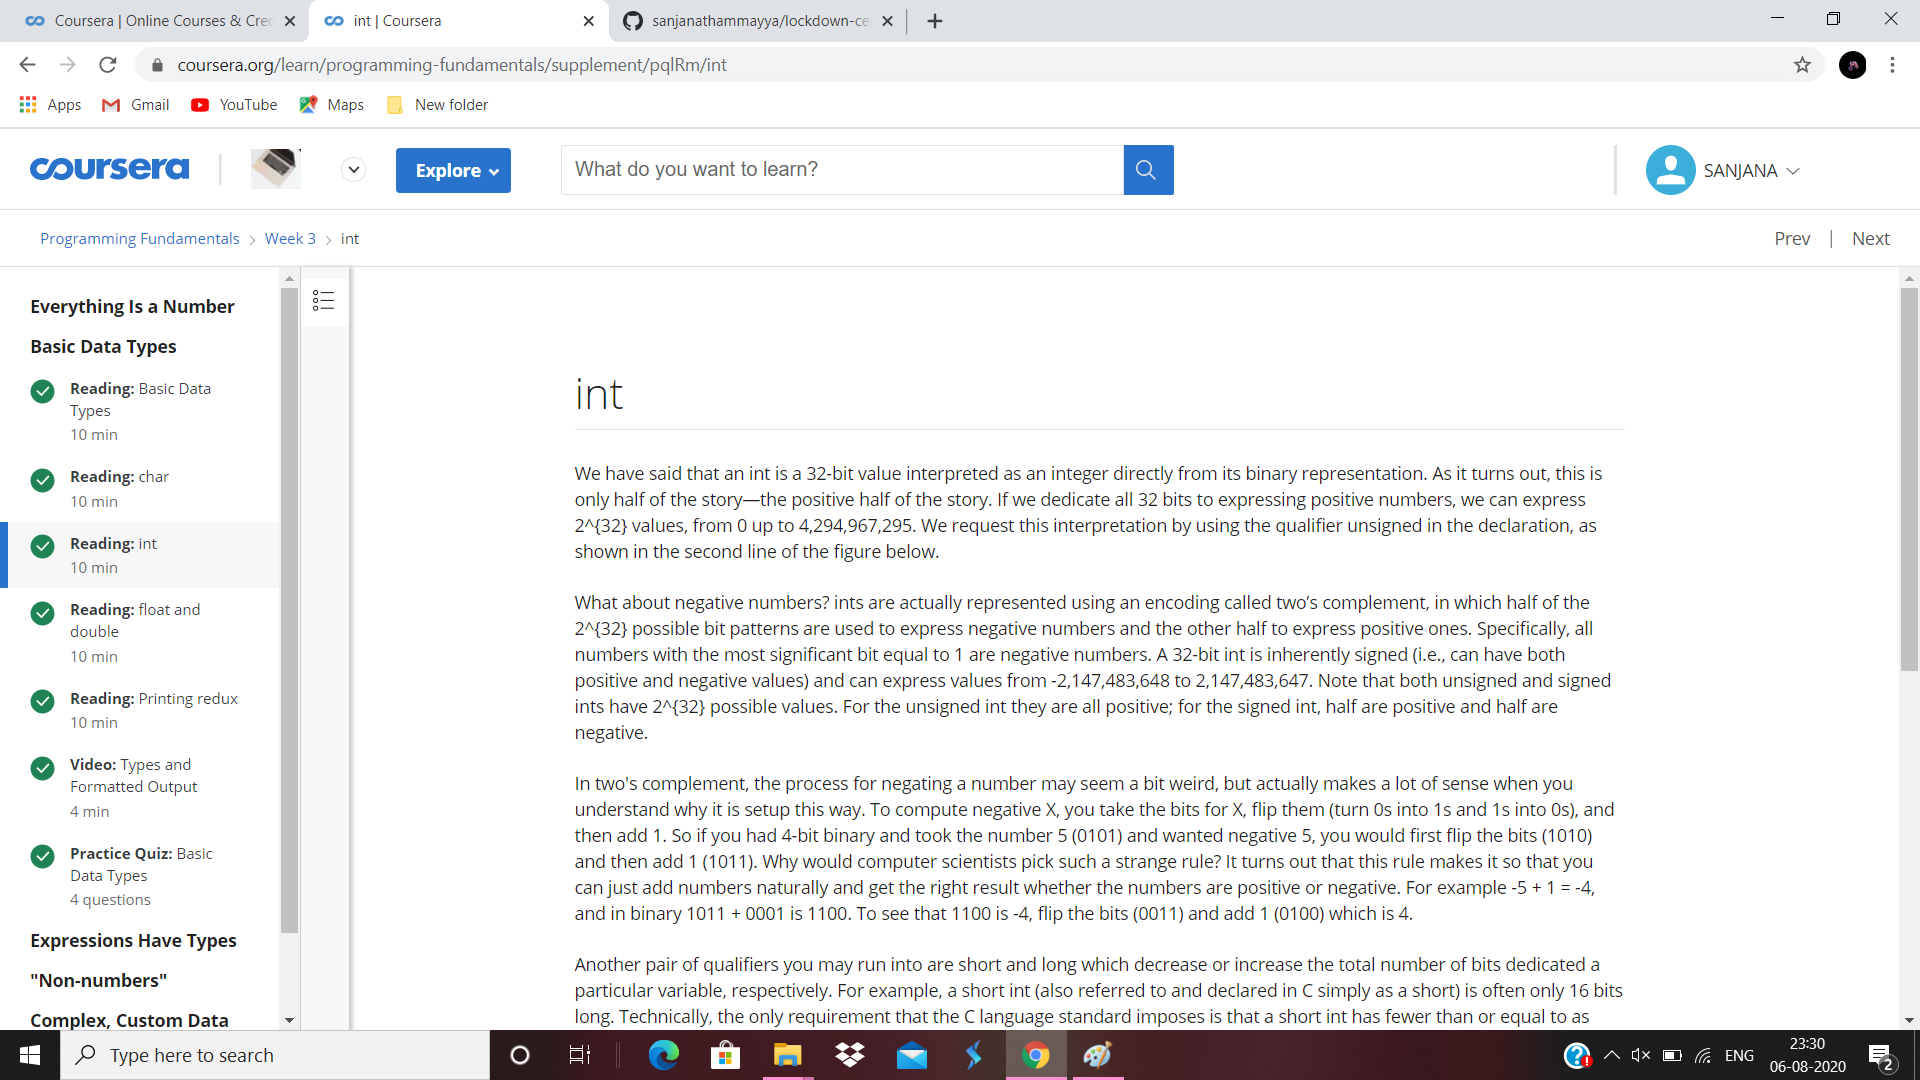 Coursera | Online Courses & Cre
int | Coursera
sanjanathammayya/lockdown-ce
coursera.org/learn/programming-fundamentals/supplement/pqlRm/int
Apps
Gmail
YouTube
Maps
New folder
coursera
Explore
What do you want to learn?
SANJANA
Programming Fundamentals > Week 3 > int
Prev | Next
Everything Is a Number
Basic Data Types
Reading: Basic Data
Types
10 min
Reading: char
10 min
Reading: int
10 min
Reading: float and
double
10 min
Reading: Printing redux
10 min
Video: Types and
Formatted Output
4 min
Practice Quiz: Basic
Data Types
4 questions
Expressions Have Types
"Non-numbers"
Complex, Custom Data
int
We have said that an int is a 32-bit value interpreted as an integer directly from its binary representation. As it turns out, this is
only half of the story—the positive half of the story. If we dedicate all 32 bits to expressing positive numbers, we can express
2^{32} values, from 0 up to 4,294,967,295. We request this interpretation by using the qualifier unsigned in the declaration, as
shown in the second line of the figure below.
What about negative numbers? ints are actually represented using an encoding called two’s complement, in which half of the
2^{32} possible bit patterns are used to express negative numbers and the other half to express positive ones. Specifically, all
numbers with the most significant bit equal to 1 are negative numbers. A 32-bit int is inherently signed (i.e., can have both
positive and negative values) and can express values from -2,147,483,648 to 2,147,483,647. Note that both unsigned and signed
ints have 2^{32} possible values. For the unsigned int they are all positive; for the signed int, half are positive and half are
negative.
In two's complement, the process for negating a number may seem a bit weird, but actually makes a lot of sense when you
understand why it is setup this way. To compute negative X, you take the bits for X, flip them (turn 0s into 1s and 1s into 0s), and
then add 1. So if you had 4-bit binary and took the number 5 (0101) and wanted negative 5, you would first flip the bits (1010)
and then add 1 (1011). Why would computer scientists pick such a strange rule? It turns out that this rule makes it so that you
can just add numbers naturally and get the right result whether the numbers are positive or negative. For example -5 + 1 = -4,
and in binary 1011 + 0001 is 1100. To see that 1100 is -4, flip the bits (0011) and add 1 (0100) which is 4.
Another pair of qualifiers you may run into are short and long which decrease or increase the total number of bits dedicated a
particular variable, respectively. For example, a short int (also referred to and declared in C simply as a short) is often only 16 bits
long. Technically, the only requirement that the C language standard imposes is that a short int has fewer than or equal to as
Type here to search
ENG
23:30
06-08-2020
2